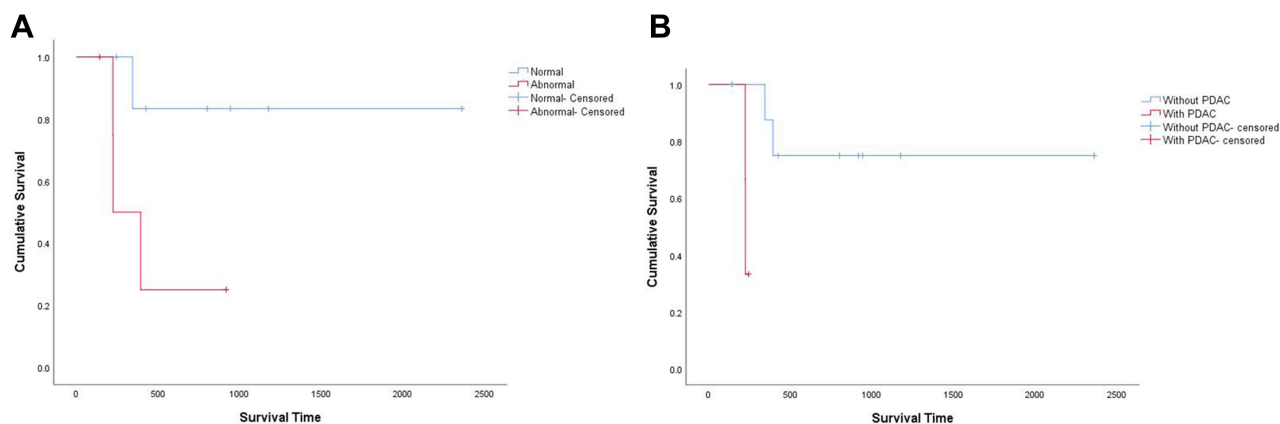 A
Cumulative Survival
1.0
0.8
0.6
0.4
0.2
0.0
0 500 1000 1500 2000 2500
Survival Time
Normal
Abnormal
Normal- Censored
Abnormal- Censored
B
Cumulative Survival
1.0
0.8
0.6
0.4
0.2
0.0
0 500 1000 1500 2000 2500
Survival Time
Without PDAC
With PDAC
Without PDAC- censored
With PDAC- censored